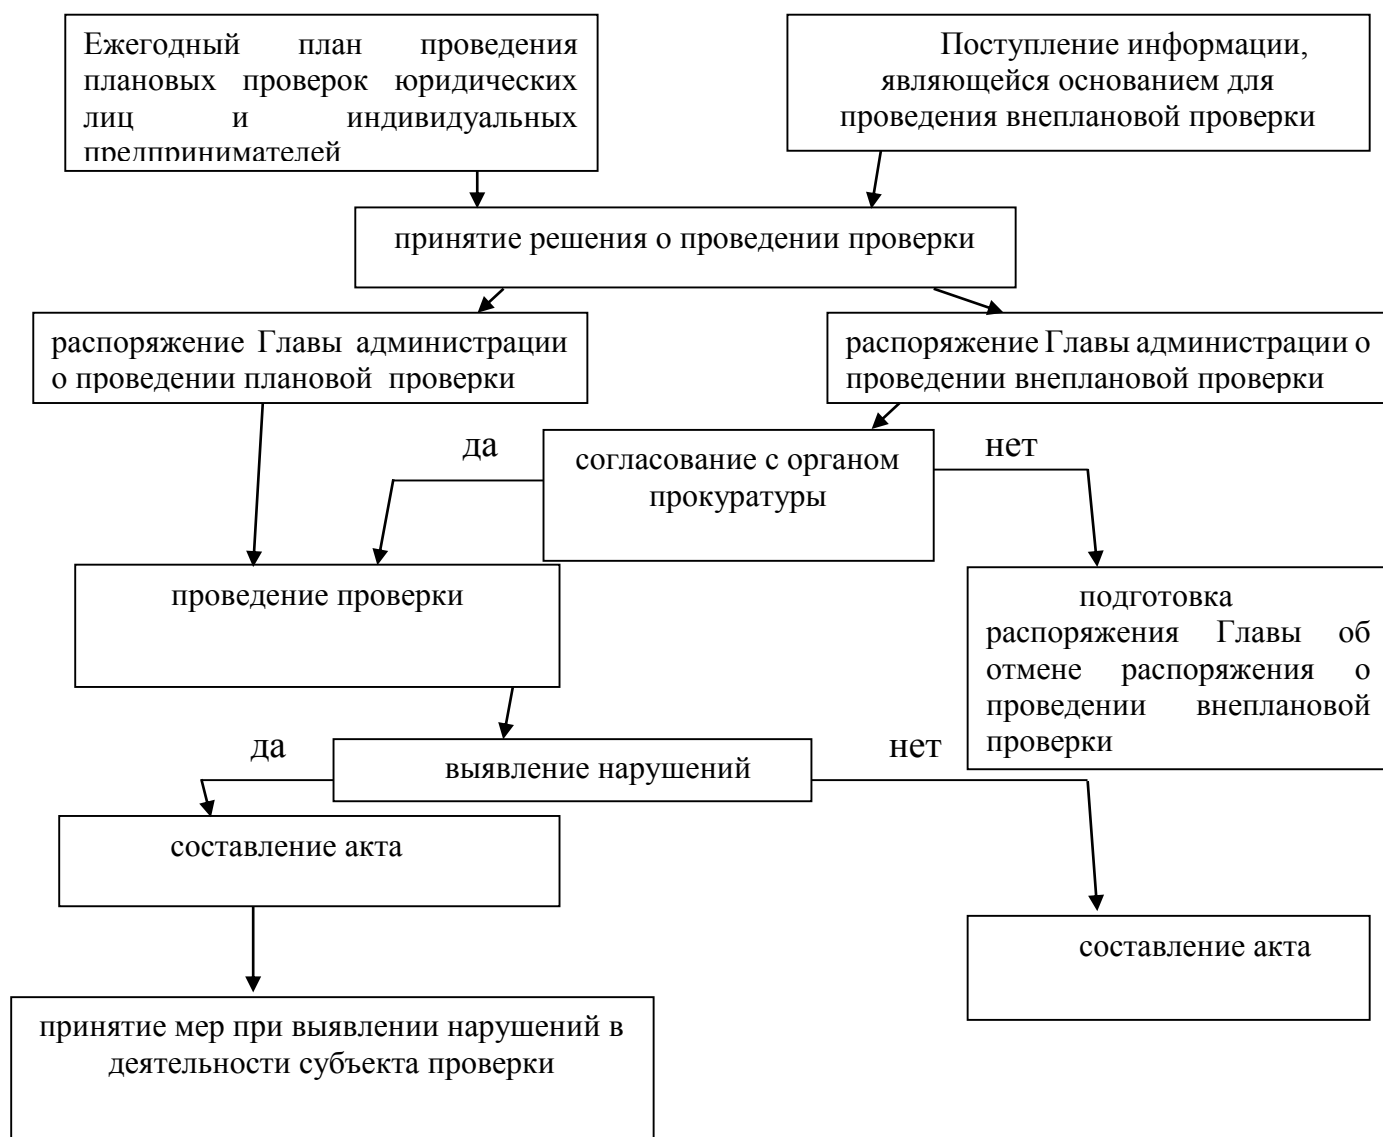 Ежегодный план проведения
плановых проверок юридических
лиц и индивидуальных
предпринимателей
Поступление информации,
являющейся основанием для
проведения внеплановой проверки
принятие решения о проведении проверки
распоряжение Главы администрации
о проведении плановой проверки
распоряжение Главы администрации о
проведении внеплановой проверки
да
согласование с органом
прокуратуры
нет
проведение проверки
подготовка
распоряжения Главы об
отмене распоряжения о
проведении внеплановой
проверки
да
выявление нарушений
нет
составление акта
составление акта
принятие мер при выявлении нарушений в
деятельности субъекта проверки